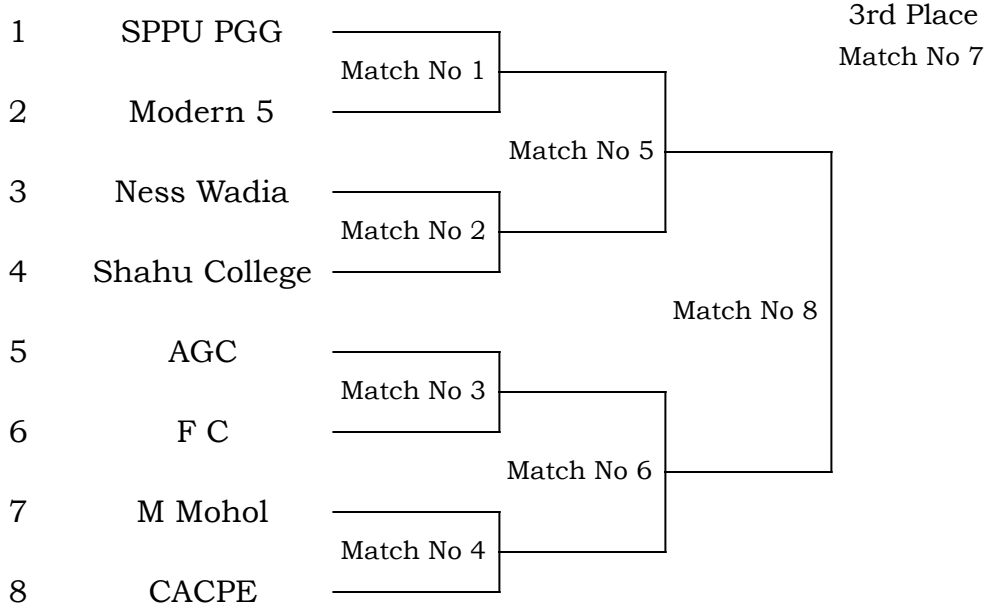 3rd Place
Match No 7
1 SPPU PGG
Match No 1
2 Modern 5
Match No 5
3 Ness Wadia
Match No 2
4 Shahu College
Match No 8
5 AGC
Match No 3
6 F C
Match No 6
7 M Mohol
Match No 4
8 CACPE